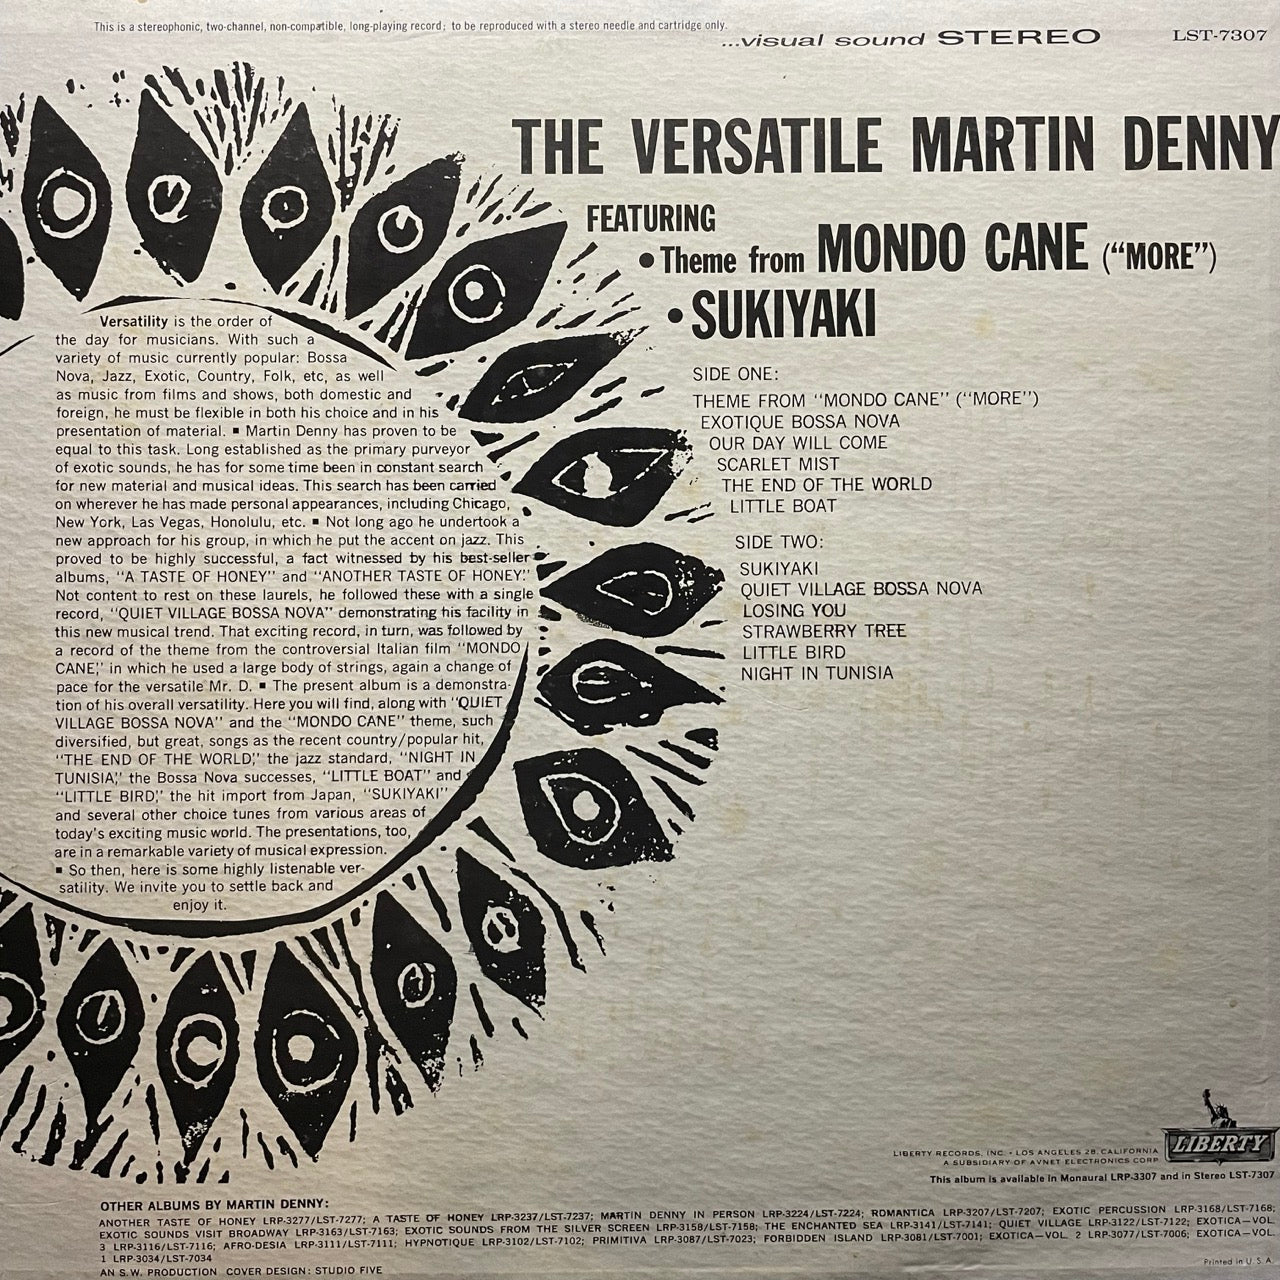 This is a stereophonic, two-channel, non-compatible, long-playing record; to be reproduced with a stereo needle and cartridge only.
...visual sound STEREO
LST-7307
THE VERSATILE MARTIN DENNY
FEATURING
• Theme from MONDO CANE (“MORE”)
• SUKIYAKI
SIDE ONE:
THEME FROM “MONDO CANE” (“MORE”)
EXOTIQUE BOSSA NOVA
OUR DAY WILL COME
SCARLET MIST
THE END OF THE WORLD
LITTLE BOAT
SIDE TWO:
SUKIYAKI
QUIET VILLAGE BOSSA NOVA
LOSING YOU
STRAWBERRY TREE
LITTLE BIRD
NIGHT IN TUNISIA
Versatility is the order of
the day for musicians. With such a
variety of music currently popular: Bossa
Nova, Jazz, Exotic, Country, Folk, etc, as well
as music from films and shows, both domestic and
foreign, he must be flexible in both his choice and in his
presentation of material. ▪ Martin Denny has proven to be
equal to this task. Long established as the primary purveyor
of exotic sounds, he has for some time been in constant search
for new material and musical ideas. This search has been carried
on wherever he has made personal appearances, including Chicago,
New York, Las Vegas, Honolulu, etc. ▪ Not long ago he undertook a
new approach for his group, in which he put the accent on jazz. This
proved to be highly successful, a fact witnessed by his best-seller
albums, “A TASTE OF HONEY” and “ANOTHER TASTE OF HONEY.”
Not content to rest on these laurels, he followed these with a single
record, “QUIET VILLAGE BOSSA NOVA” demonstrating his facility in
this new musical trend. That exciting record, in turn, was followed by
a record of the theme from the controversial Italian film “MONDO
CANE,” in which he used a large body of strings, again a change of
pace for the versatile Mr. D. ▪ The present album is a demonstra-
tion of his overall versatility. Here you will find, along with “QUIET
VILLAGE BOSSA NOVA” and the “MONDO CANE” theme, such
diversified, but great, songs as the recent country/popular hit,
“THE END OF THE WORLD,” the jazz standard, “NIGHT IN
TUNISIA,” the Bossa Nova successes, “LITTLE BOAT” and
“LITTLE BIRD,” the hit import from Japan, “SUKIYAKI”
and several other choice tunes from various areas of
today's exciting music world. The presentations, too,
are in a remarkable variety of musical expression.
▪ So then, here is some highly listenable ver-
satility. We invite you to settle back and
enjoy it.
LIBERTY
LIBERTY RECORDS, INC. • LOS ANGELES 28, CALIFORNIA
A SUBSIDIARY OF AVNET ELECTRONICS CORP.
This album is available in Monaural LRP-3307 and in Stereo LST-7307
OTHER ALBUMS BY MARTIN DENNY:
ANOTHER TASTE OF HONEY LRP-3277/LST-7277; A TASTE OF HONEY LRP-3237/LST-7237; MARTIN DENNY IN PERSON LRP-3224/LST-7224; ROMANTICA LRP-3207/LST-7207; EXOTIC PERCUSSION LRP-3168/LST-7168;
EXOTIC SOUNDS VISIT BROADWAY LRP-3163/LST-7163; EXOTIC SOUNDS FROM THE SILVER SCREEN LRP-3158/LST-7158; THE ENCHANTED SEA LRP-3141/LST-7141; QUIET VILLAGE LRP-3122/LST-7122; EXOTICA—VOL.
3 LRP-3116/LST-7116; AFRO-DESIA LRP-3111/LST-7111; HYPNOTIQUE LRP-3102/LST-7102; PRIMITIVA LRP-3087/LST-7023; FORBIDDEN ISLAND LRP-3081/LST-7001; EXOTICA—VOL. 2 LRP-3077/LST-7006; EXOTICA—VOL.
1 LRP-3034/LST-7034
AN S.W. PRODUCTION COVER DESIGN: STUDIO FIVE
Printed in U.S.A.